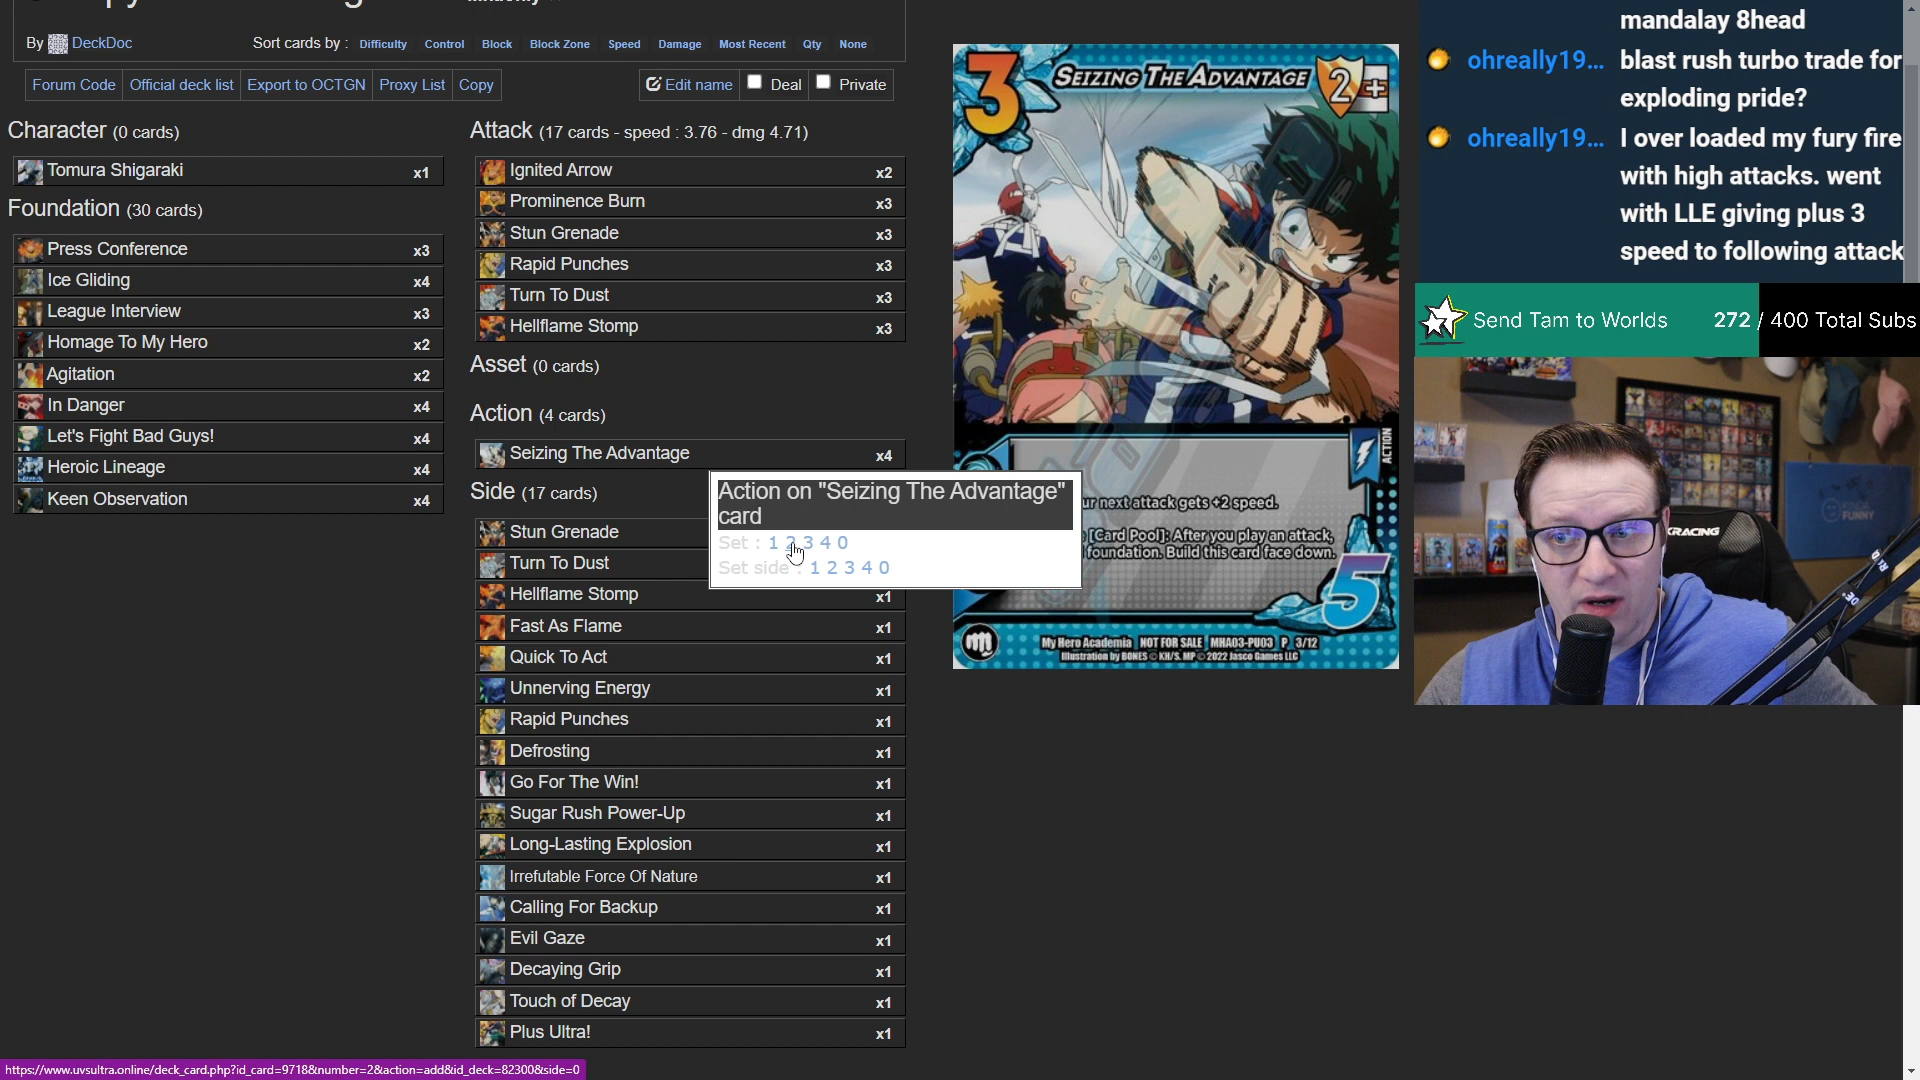 By DeckDoc
Sort cards by : Difficulty Control Block Block Zone Speed Damage Most Recent Qty None
Forum Code Official deck list Export to OCTGN Proxy List Copy
Edit name Deal Private
Character (0 cards)
Tomura Shigaraki x1
Foundation (30 cards)
Press Conference x3
Ice Gliding x4
League Interview x3
Homage To My Hero x2
Agitation x2
In Danger x4
Let's Fight Bad Guys! x4
Heroic Lineage x4
Keen Observation x4
Attack (17 cards - speed : 3.76 - dmg 4.71)
Ignited Arrow x2
Prominence Burn x3
Stun Grenade x3
Rapid Punches x3
Turn To Dust x3
Hellflame Stomp x3
Asset (0 cards)
Action (4 cards)
Seizing The Advantage x4
Side (17 cards)
Stun Grenade
Turn To Dust
Hellflame Stomp x1
Fast As Flame x1
Quick To Act x1
Unnerving Energy x1
Rapid Punches x1
Defrosting x1
Go For The Win! x1
Sugar Rush Power-Up x1
Long-Lasting Explosion x1
Irrefutable Force Of Nature x1
Calling For Backup x1
Evil Gaze x1
Decaying Grip x1
Touch of Decay x1
Plus Ultra! x1
Action on "Seizing The Advantage"
card
Set : 1 2 3 4 0
Set side : 1 2 3 4 0
3 SEIZING THE ADVANTAGE 2+
ACTION
ur next attack gets +2 speed.
[Card Pool]: After you play an attack,
foundation. Build this card face down.
5
My Hero Academia NOT FOR SALE MHA03-PU03 P 3/12
Illustration by BONES © KH/S, MP © 2022 Jasco Games LLC
mandalay 8head
ohreally19... blast rush turbo trade for
exploding pride?
ohreally19... I over loaded my fury fire
with high attacks. went
with LLE giving plus 3
speed to following attack
Send Tam to Worlds 272 / 400 Total Subs
RACING
FUNNY
https://www.uvsultra.online/deck_card.php?id_card=9718&number=2&action=add&id_deck=82300&side=0